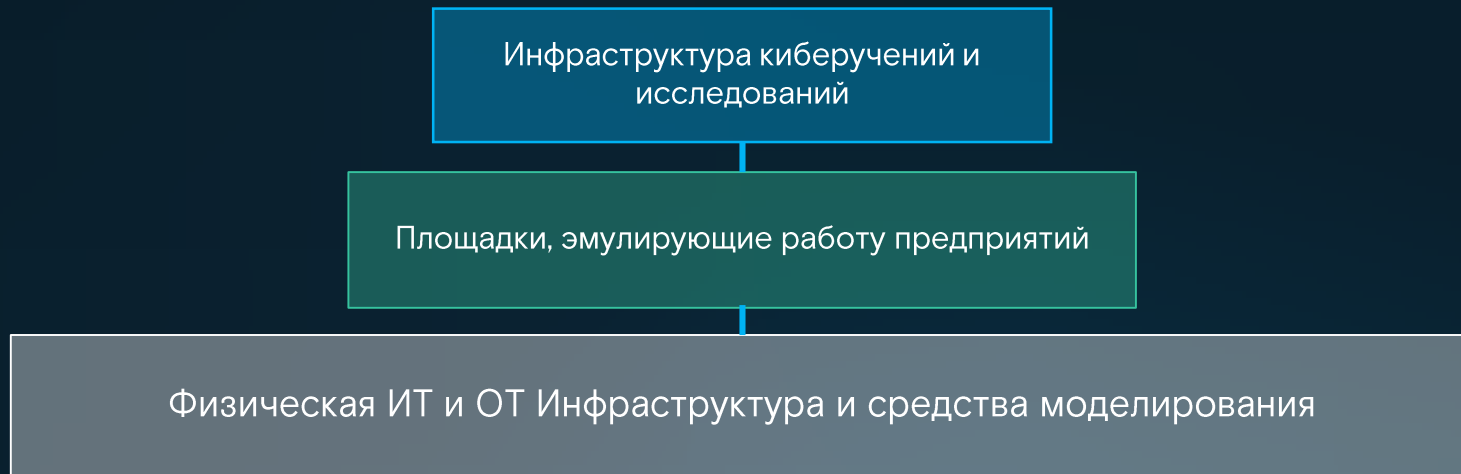 Инфраструктура киберучений и
исследований
Площадки, эмулирующие работу предприятий
Физическая ИТ и ОТ Инфраструктура и средства моделирования